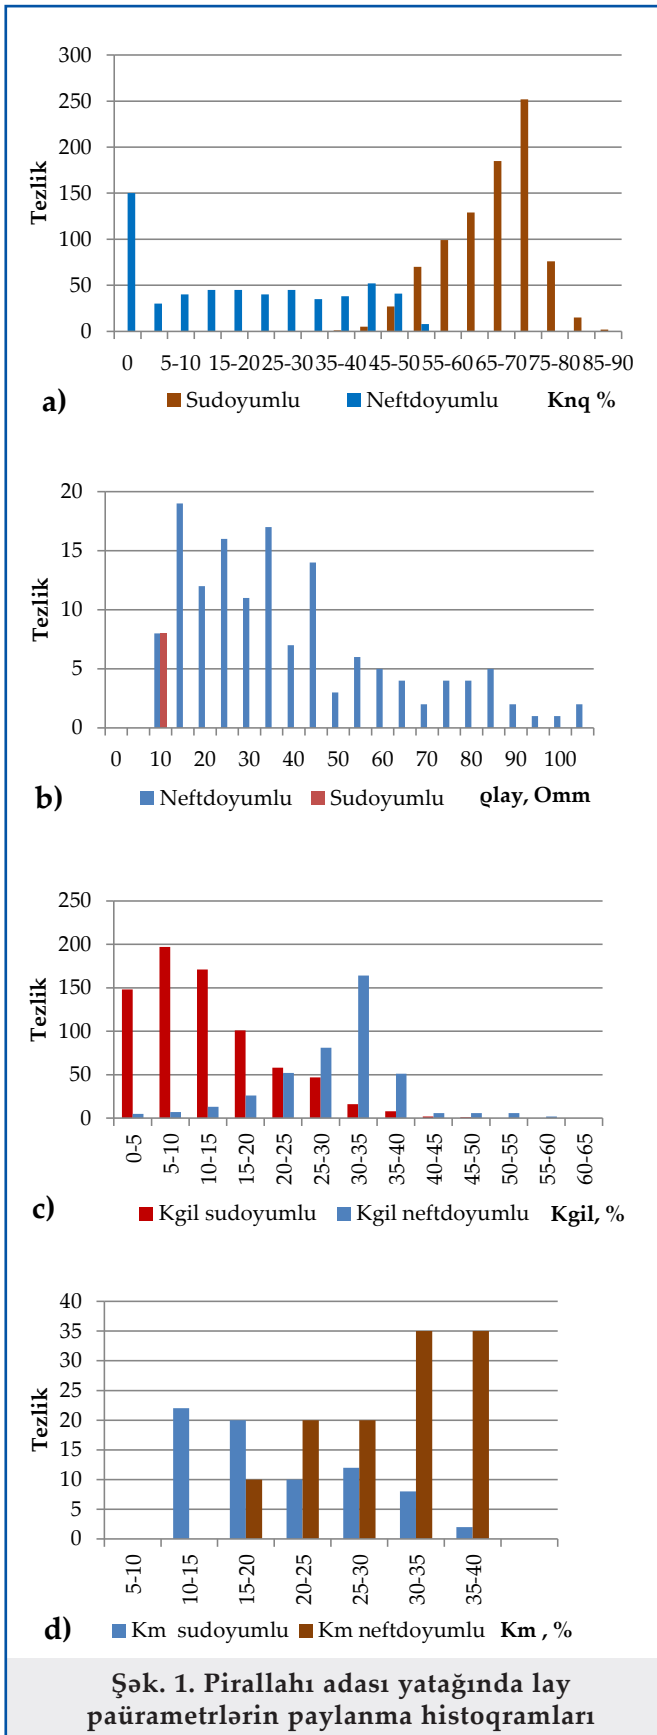 300
250
200
150
100
50
0
Tezlik
0 5-10 15-20 25-30 35-40 45-50 55-60 65-70 75-80 85-90
a)
Sudoyumlu Neftdoyumlu Knq %
20
15
10
5
0
Tezlik
0 10 20 30 40 50 60 70 80 90 100
b)
Neftdoyumlu Sudoyumlu ϱlay, Omm
250
200
150
100
50
0
Tezlik
0-5 5-10 10-15 15-20 20-25 25-30 30-35 35-40 40-45 45-50 50-55 55-60 60-65
c)
Kgil sudoyumlu Kgil neftdoyumlu Kgil, %
40
35
30
25
20
15
10
5
0
Tezlik
5-10 10-15 15-20 20-25 25-30 30-35 35-40
d)
Km sudoyumlu Km neftdoyumlu Km , %
Şək. 1. Pirallahı adası yatağında lay
paürametrlərin paylanma histoqramları